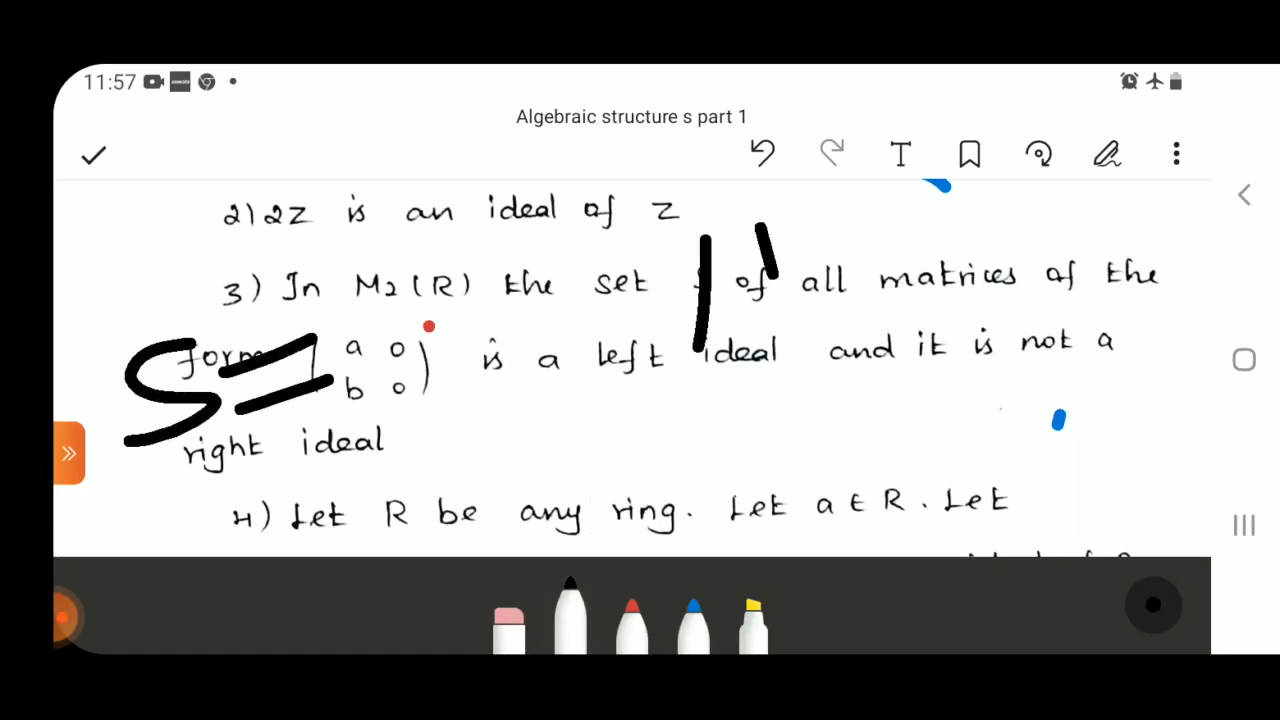 11:57
Algebraic structure s part 1
T
2) 2Z is an ideal of Z
3) In M2(R) the set S of all matrices of the
S = form ( a 0
b 0 ) is a left ideal and it is not a
right ideal
4) Let R be any ring. Let a ∈ R. Let